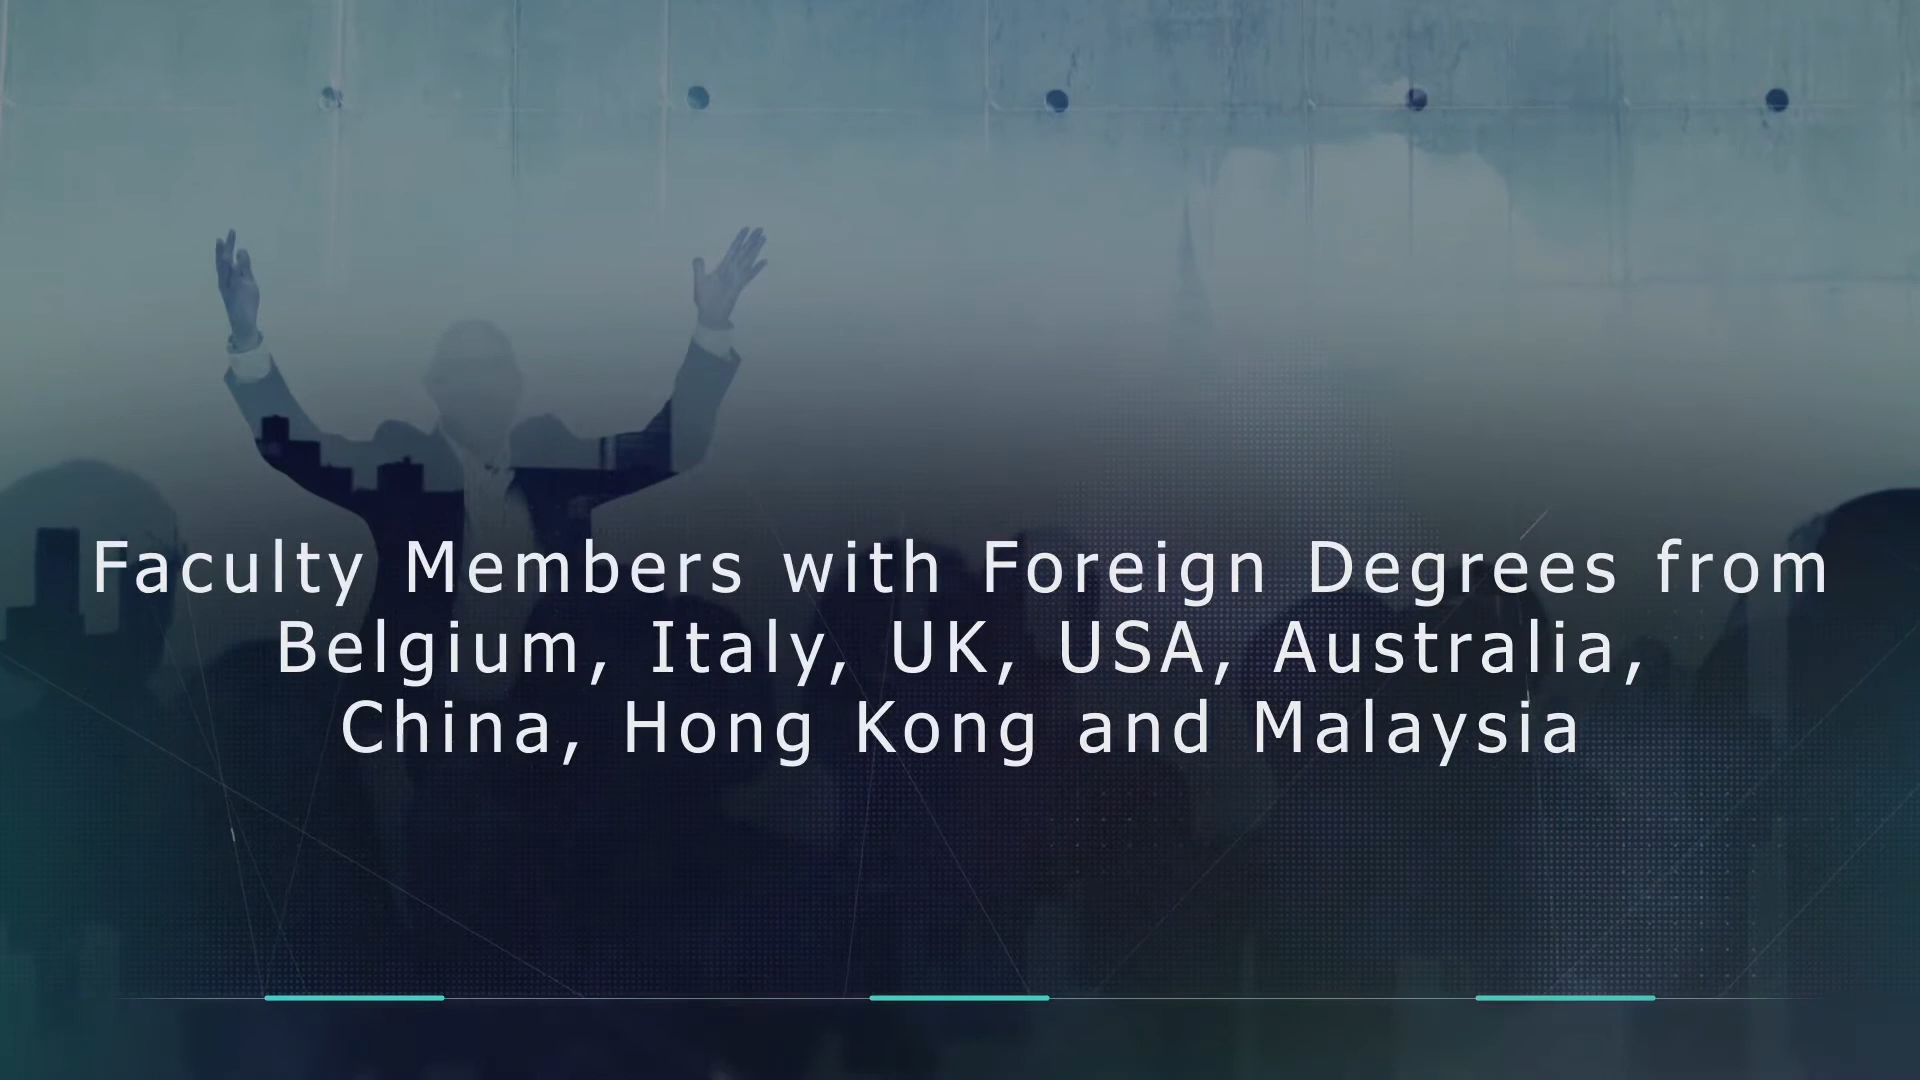 Faculty Members with Foreign Degrees from
Belgium, Italy, UK, USA, Australia,
China, Hong Kong and Malaysia